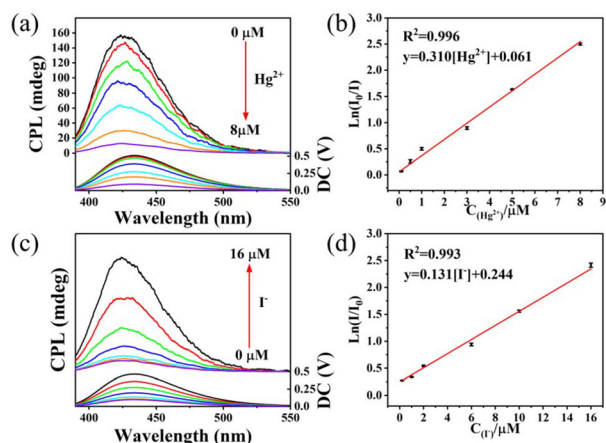 (a)
CPL (mdeg)
160
140
120
100
80
60
40
20
0
0 μM
Hg²⁺
8μM
0.50
0.25
0.00
DC (V)
400 450 500 550
Wavelength (nm)
(b)
Ln(I₀/I)
3.0
2.5
2.0
1.5
1.0
0.5
0.0
R²=0.996
y=0.310[Hg²⁺]+0.061
0 1 2 3 4 5 6 7 8 9
C(Hg²⁺)/μM
(c)
CPL (mdeg)
16 μM
I⁻
0 μM
0.50
0.25
0.00
DC (V)
400 450 500 550
Wavelength (nm)
(d)
Ln(I/I₀)
3.0
2.5
2.0
1.5
1.0
0.5
0.0
R²=0.993
y=0.131[I⁻]+0.244
0 2 4 6 8 10 12 14 16
C(I⁻)/μM